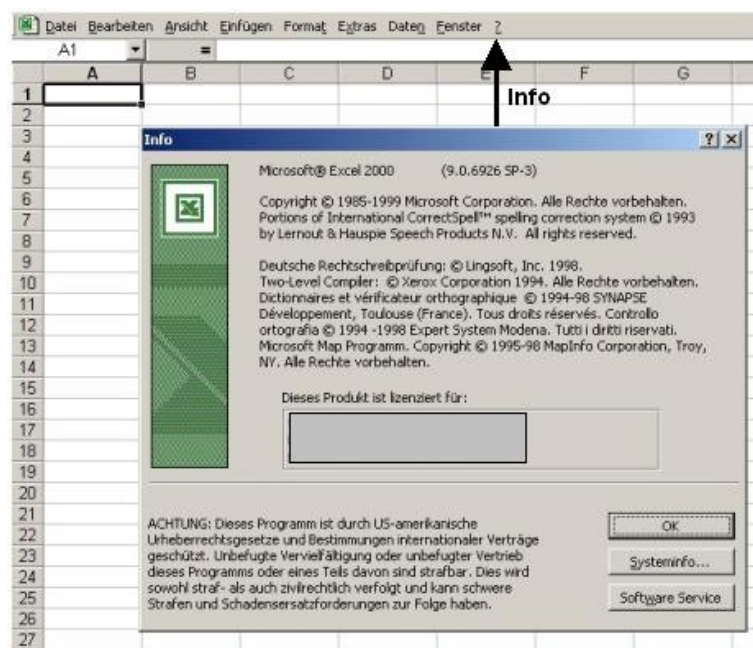 Datei Bearbeiten Ansicht Einfügen Format Extras Daten Fenster ?
A1 =
A B C D E F G
Info
1
2
3
4
5
6
7
8
9
10
11
12
13
14
15
16
17
18
19
20
21
22
23
24
25
26
27
Info ? X
Microsoft® Excel 2000 (9.0.6926 SP-3)
Copyright © 1985-1999 Microsoft Corporation. Alle Rechte vorbehalten.
Portions of International CorrectSpell™ spelling correction system © 1993
by Lernout & Hauspie Speech Products N.V. All rights reserved.
Deutsche Rechtschreibprüfung: © Lingsoft, Inc. 1998.
Two-Level Compiler: © Xerox Corporation 1994. Alle Rechte vorbehalten.
Dictionnaires et vérificateur orthographique © 1994-98 SYNAPSE
Développement, Toulouse (France). Tous droits réservés. Controllo
ortografia © 1994 -1998 Expert System Modena. Tutti i diritti riservati.
Microsoft Map Programm. Copyright © 1995-98 MapInfo Corporation, Troy,
NY. Alle Rechte vorbehalten.
Dieses Produkt ist lizenziert für:
ACHTUNG: Dieses Programm ist durch US-amerikanische
Urheberrechtsgesetze und Bestimmungen internationaler Verträge
geschützt. Unbefugte Vervielfältigung oder unbefugter Vertrieb
dieses Programms oder eines Teils davon sind strafbar. Dies wird
sowohl straf- als auch zivilrechtlich verfolgt und kann schwere
Strafen und Schadensersatzforderungen zur Folge haben.
OK
Systeminfo...
Software Service